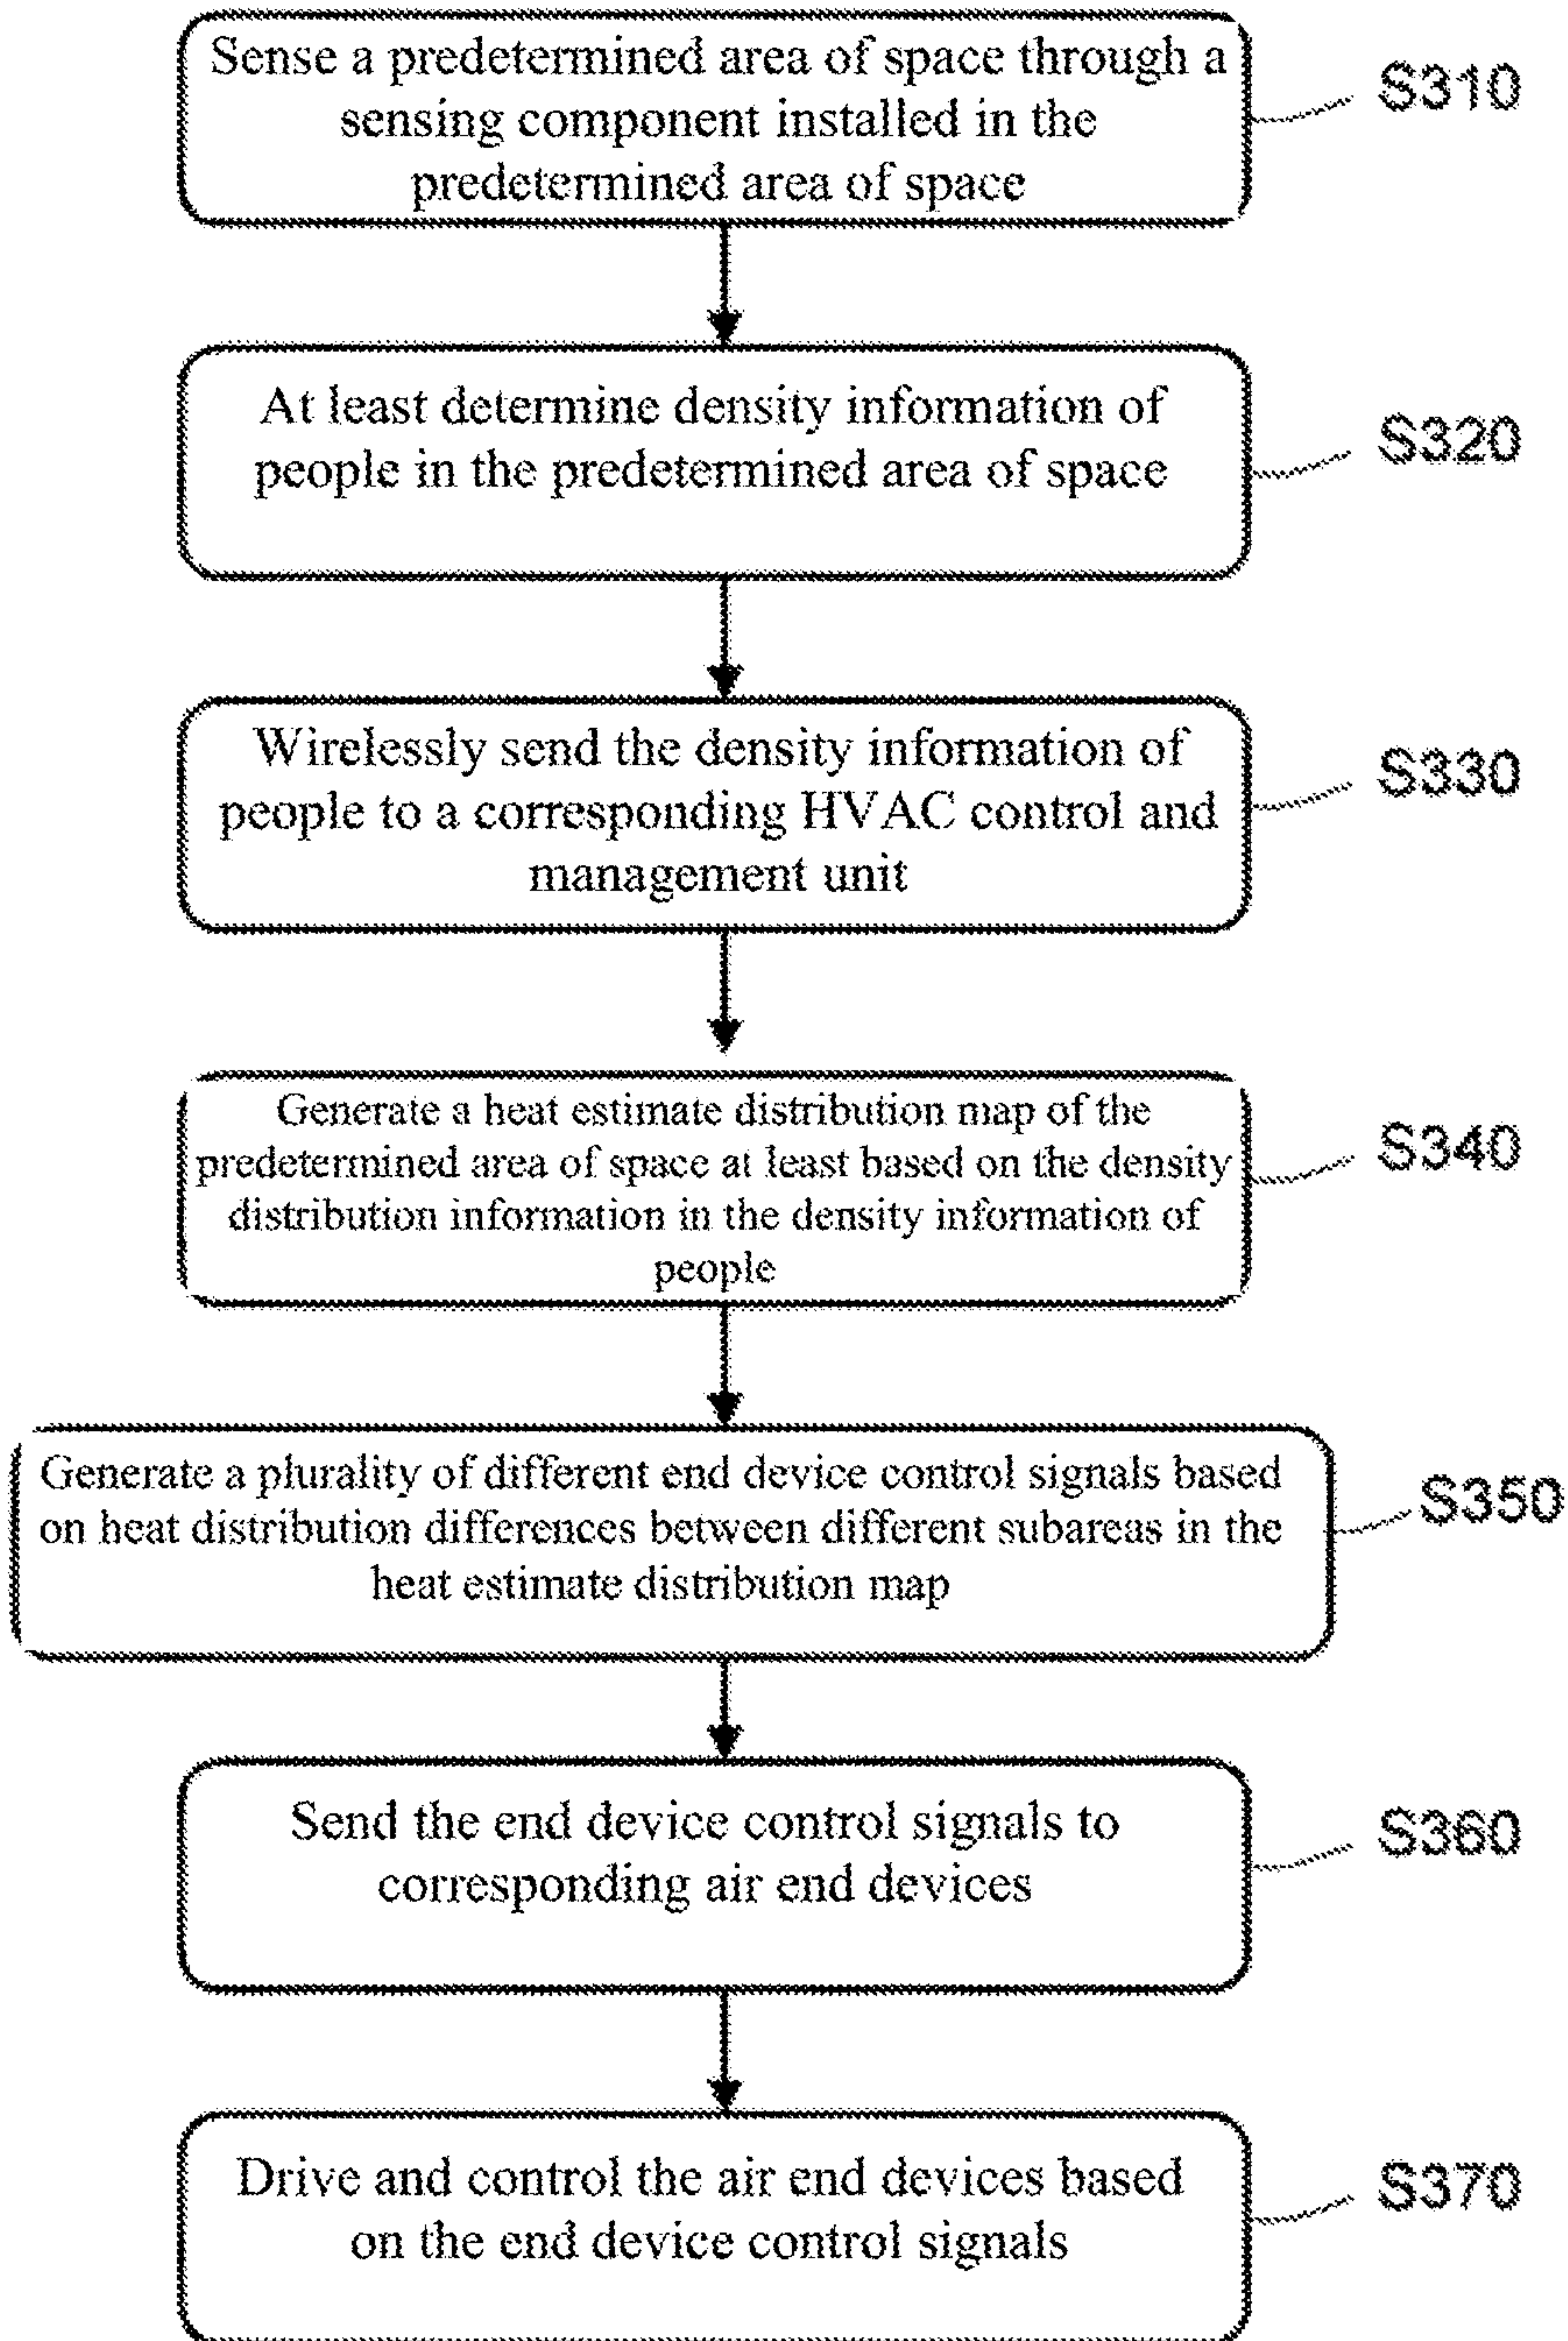 Sense a predetermined area of space through a
sensing component installed in the
predetermined area of space
S310
At least determine density information of
people in the predetermined area of space
S320
Wirelessly send the density information of
people to a corresponding HVAC control and
management unit
S330
Generate a heat estimate distribution map of the
predetermined area of space at least based on the density
distribution information in the density information of
people
S340
Generate a plurality of different end device control signals based
on heat distribution differences between different subareas in the
heat estimate distribution map
S350
Send the end device control signals to
corresponding air end devices
S360
Drive and control the air end devices based
on the end device control signals
S370